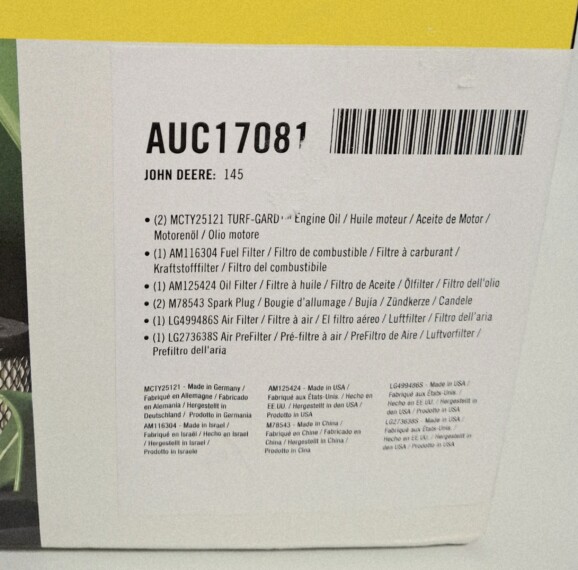 AUC17081
JOHN DEERE: 145
• (2) MCTY25121 TURF-GARD™ Engine Oil / Huile moteur / Aceite de Motor /
Motorenöl / Olio motore
• (1) AM116304 Fuel Filter / Filtro de combustible / Filtre à carburant /
Kraftstofffilter / Filtro del combustibile
• (1) AM125424 Oil Filter / Filtre à huile / Filtro de Aceite / Ölfilter / Filtro dell'olio
• (2) M78543 Spark Plug / Bougie d'allumage / Bujía / Zündkerze / Candele
• (1) LG499486S Air Filter / Filtre à air / El filtro aéreo / Luftfilter / Filtro dell'aria
• (1) LG273638S Air PreFilter / Pré-filtre à air / PreFiltro de Aire / Luftvorfilter /
Prefiltro dell'aria
MCTY25121 - Made in Germany /
Fabriqué en Allemagne / Fabricado
en Alemania / Hergestellt in
Deutschland / Prodotto in Germania
AM116304 - Made in Israel /
Fabriqué en Israël / Hecho en Israel
/ Hergestellt in Israel /
Prodotto in Israele
AM125424 - Made in USA /
Fabriqué aux États-Unis. / Hecho en
EE.UU. / Hergestellt in den USA /
Prodotto in USA
M78543 - Made in China /
Fabriqué en Chine / Fabricado en
China / Hergestellt in China /
Prodotto in Cina
LG499486S - Made in USA /
Fabriqué aux États-Unis. /
Hecho en EE.UU. / Hergestellt in
den USA / Prodotto in USA
LG273638S - Made in USA /
Fabriqué aux États-Unis. /
Hecho en EE.UU. / Hergestellt in
den USA / Prodotto in USA